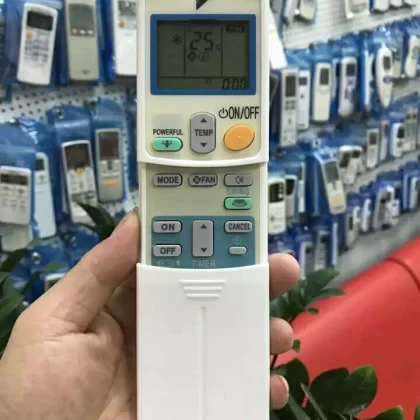 25
0:00
ON/OFF
POWERFUL
TEMP
MODE FAN
SWING
ON CANCEL
OFF
TIMER